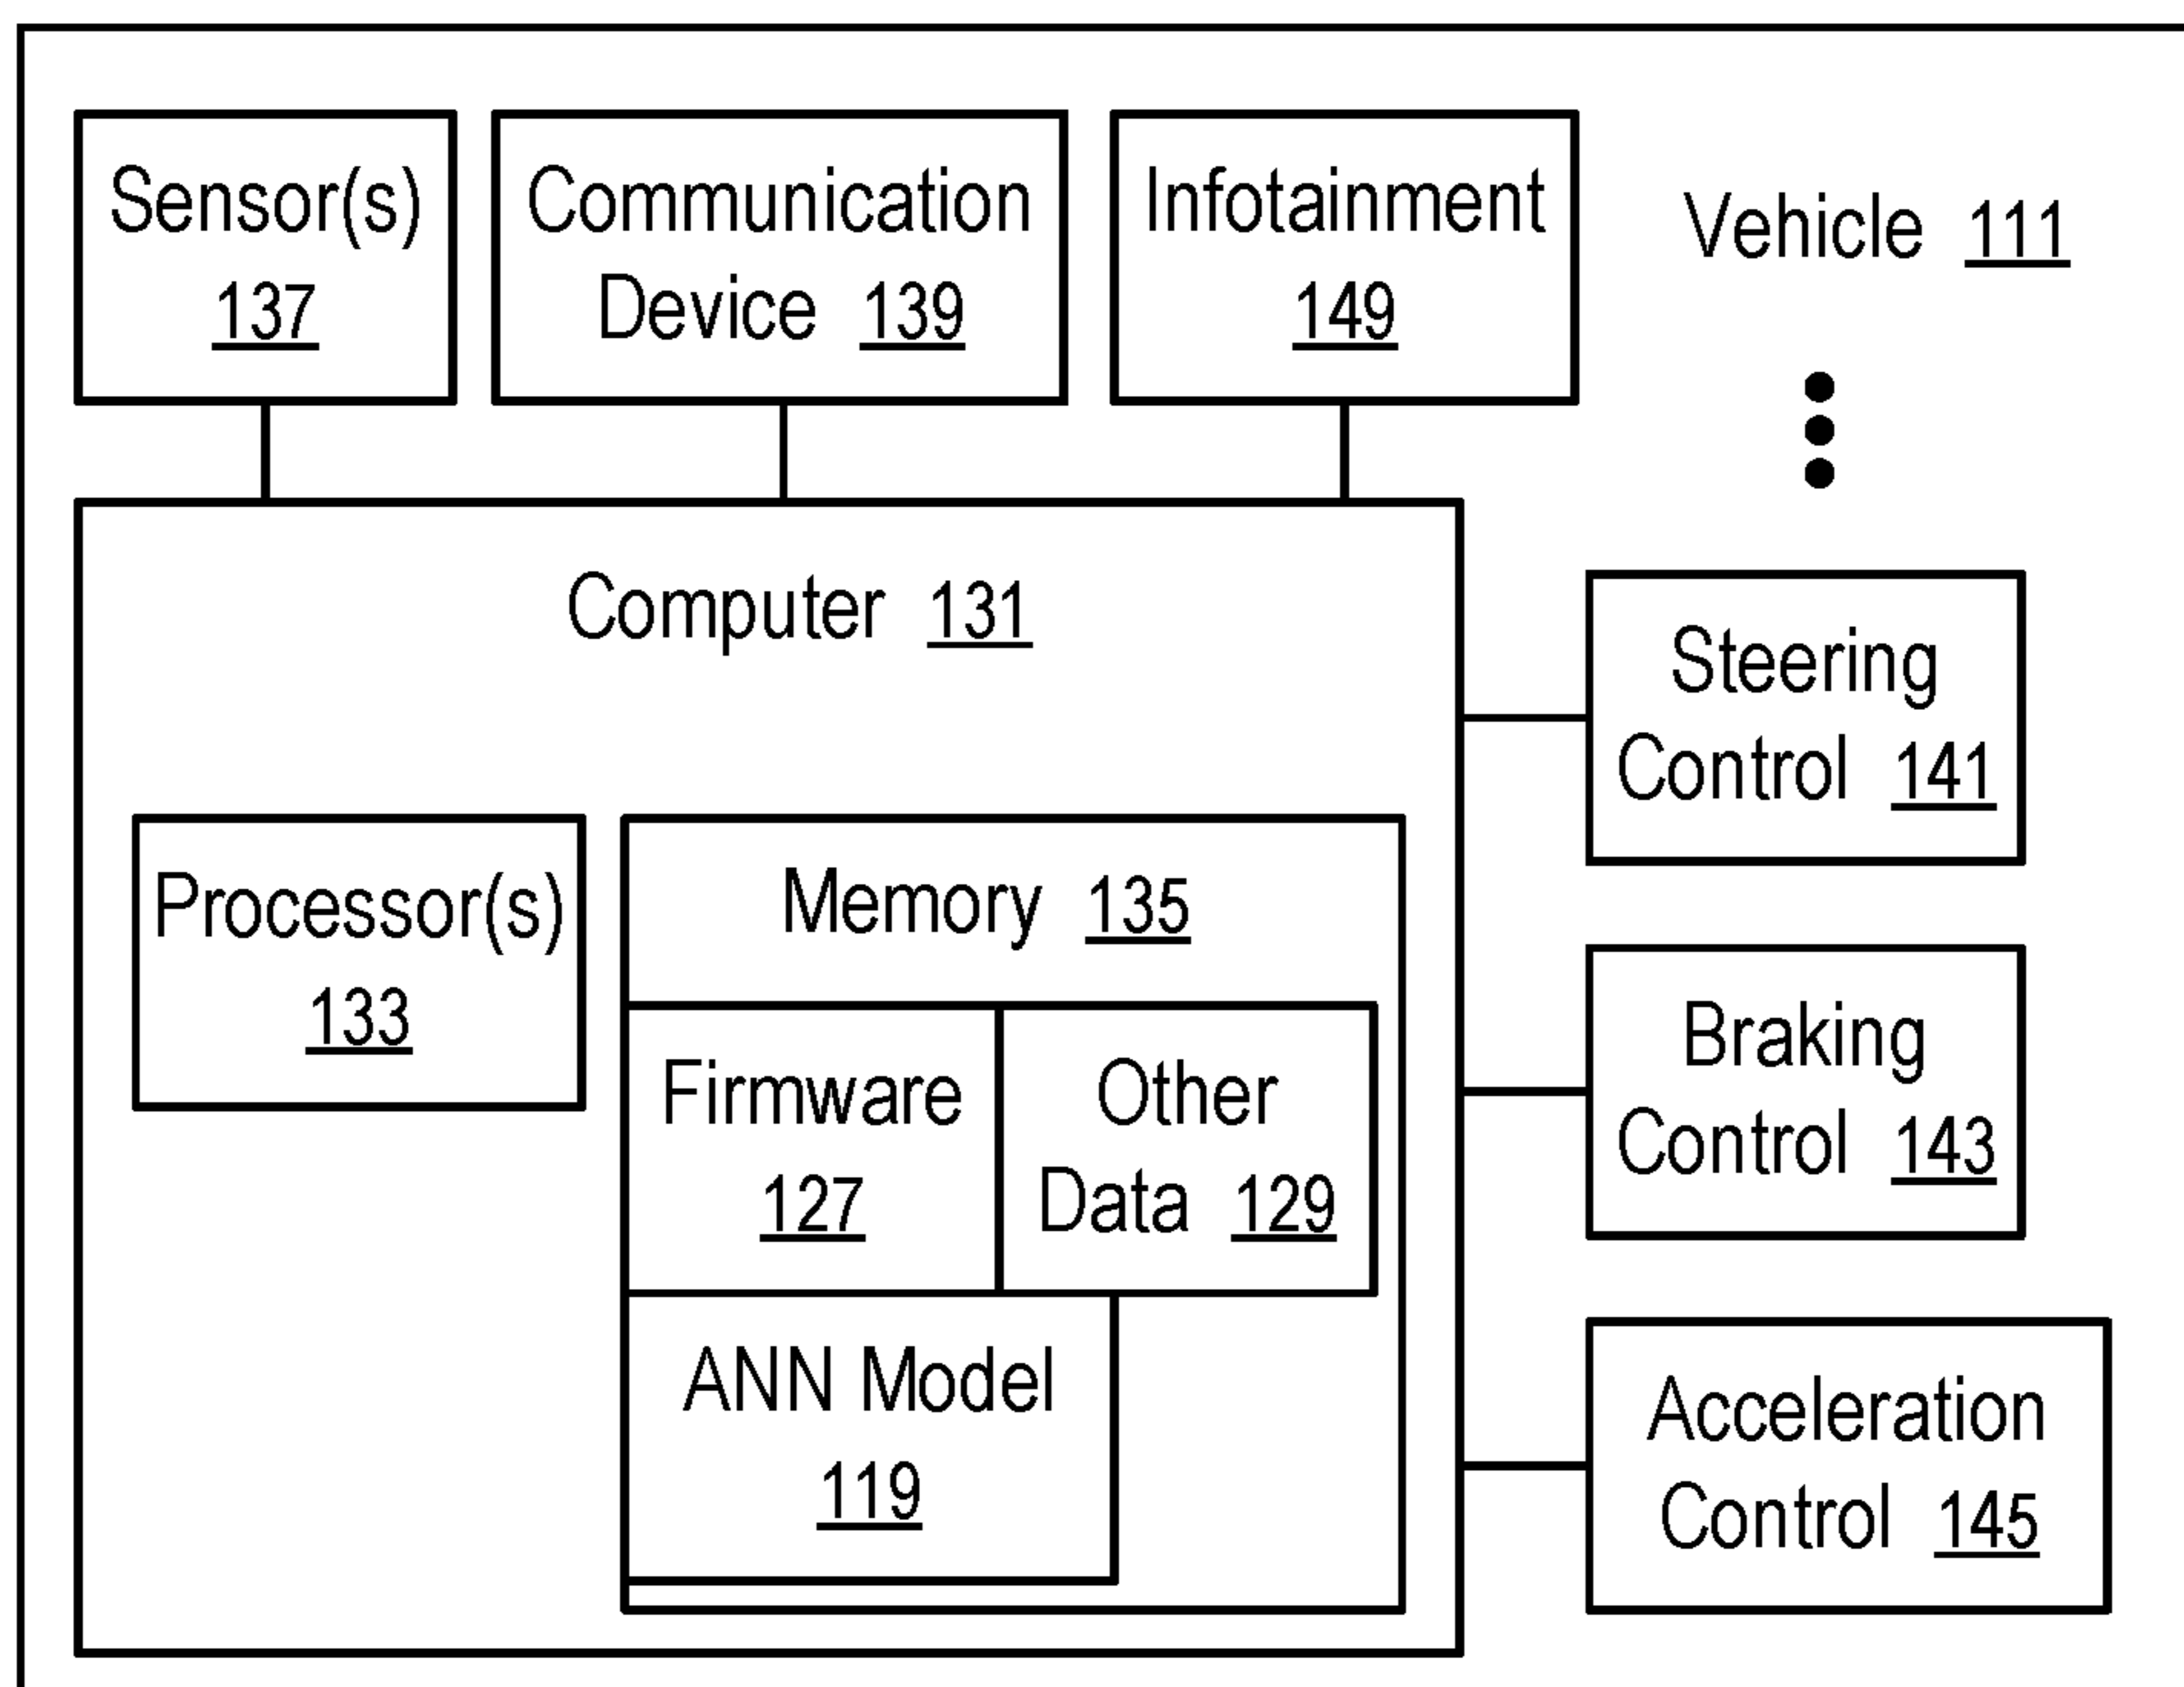 Sensor(s)
137
Communication
Device 139
Infotainment
149
Vehicle 111
Computer 131
Steering
Control 141
Processor(s)
133
Memory 135
Firmware
127
Other
Data 129
Braking
Control 143
ANN Model
119
Acceleration
Control 145